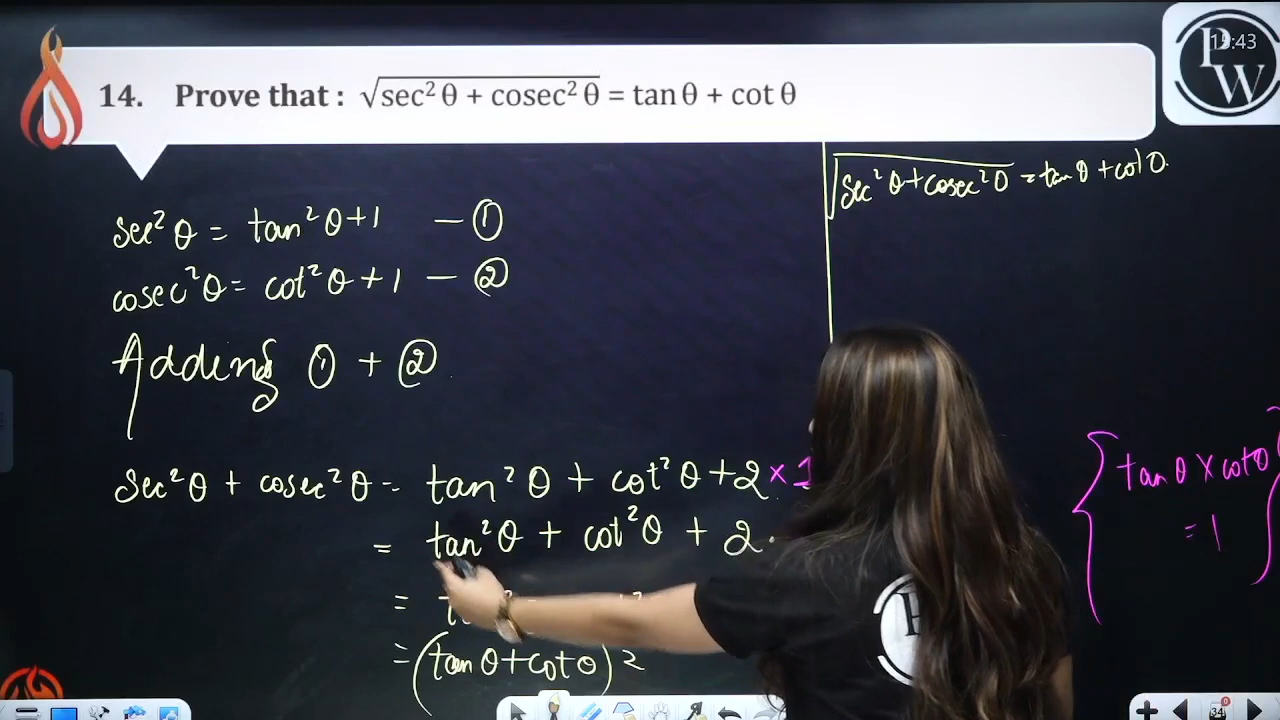 15:43
PW
14. Prove that : √sec² θ + cosec² θ = tan θ + cot θ
√sec² θ + cosec² θ = tan θ + cot θ
sec² θ = tan² θ + 1 — ①
cosec² θ = cot² θ + 1 — ②
Adding ① + ②
sec² θ + cosec² θ = tan² θ + cot² θ + 2 × 1
= tan² θ + cot² θ + 2 .
=
= (tan θ + cot θ)²
{ tan θ × cot θ
= 1